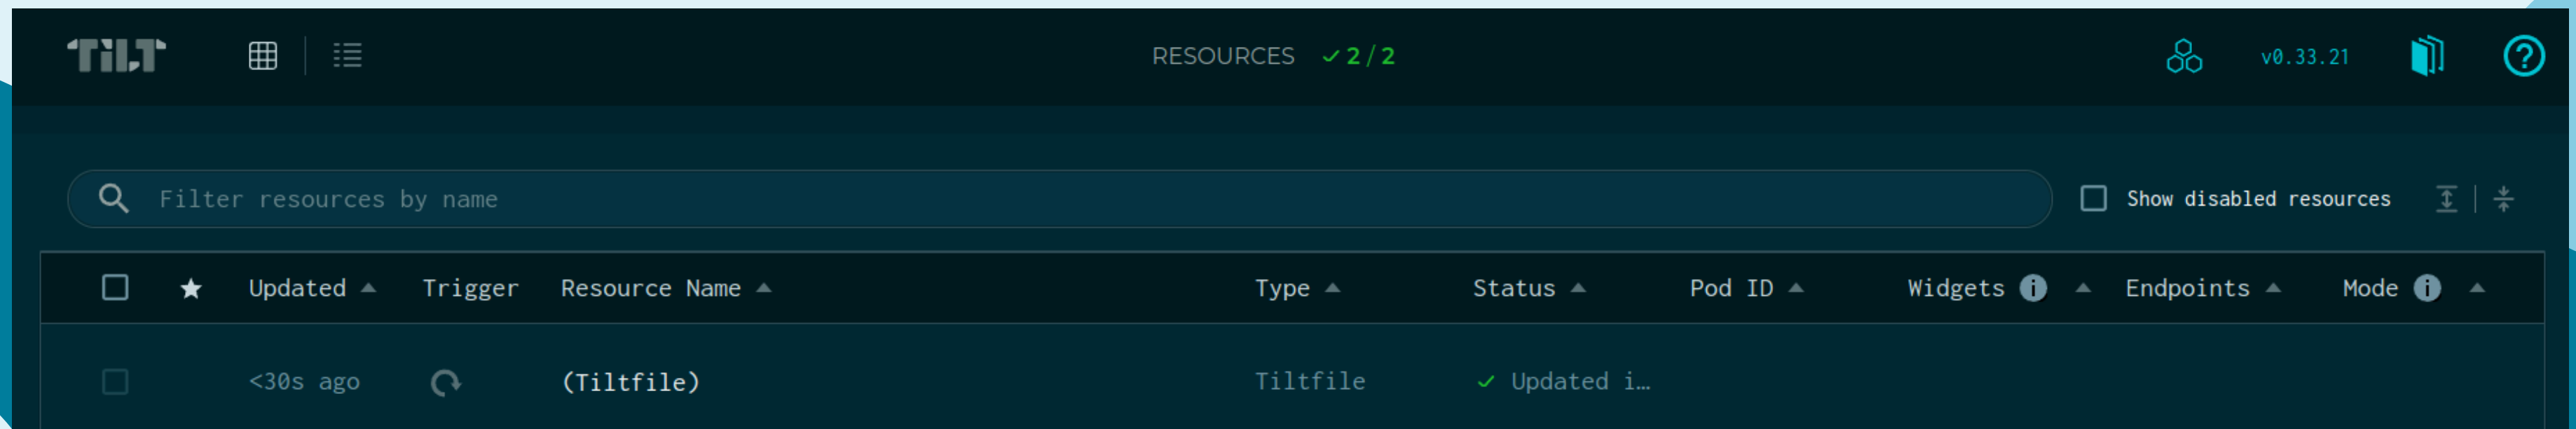 TiLT RESOURCES ✓ 2 / 2 v0.33.21
Filter resources by name Show disabled resources
Updated Trigger Resource Name Type Status Pod ID Widgets Endpoints Mode
<30s ago (Tiltfile) Tiltfile ✓ Updated i…